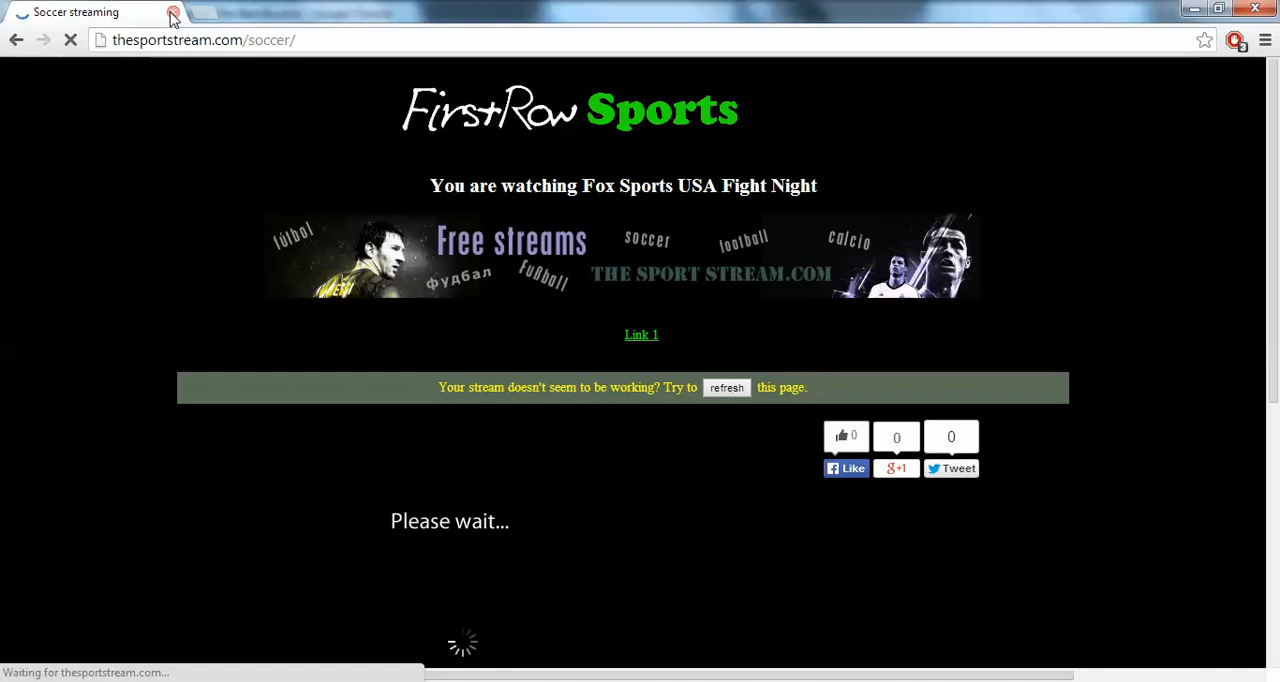 Soccer streaming
thesportstream.com/soccer/
3
FirstRow Sports
You are watching Fox Sports USA Fight Night
fútbol
Free streams
soccer
football
calcio
фудбал
Fußball
THE SPORT STREAM.COM
Link 1
Your stream doesn't seem to be working? Try to refresh this page.
0 0 0
Like +1 Tweet
Please wait...
Waiting for thesportstream.com...